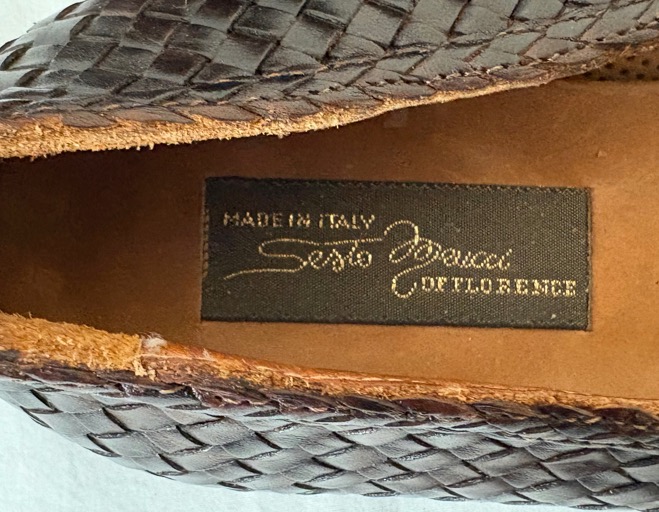 MADE IN ITALY
Sesto Meucci
OF FLORENCE